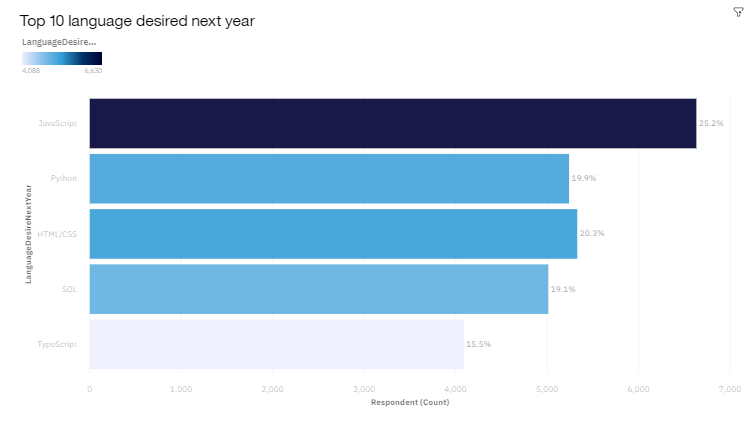 Top 10 language desired next year
LanguageDesire...
4,088 6,630
LanguageDesireNextYear
JavaScript 25.2%
Python 19.9%
HTML/CSS 20.3%
SQL 19.1%
TypeScript 15.5%
0 1,000 2,000 3,000 4,000 5,000 6,000 7,000
Respondent (Count)